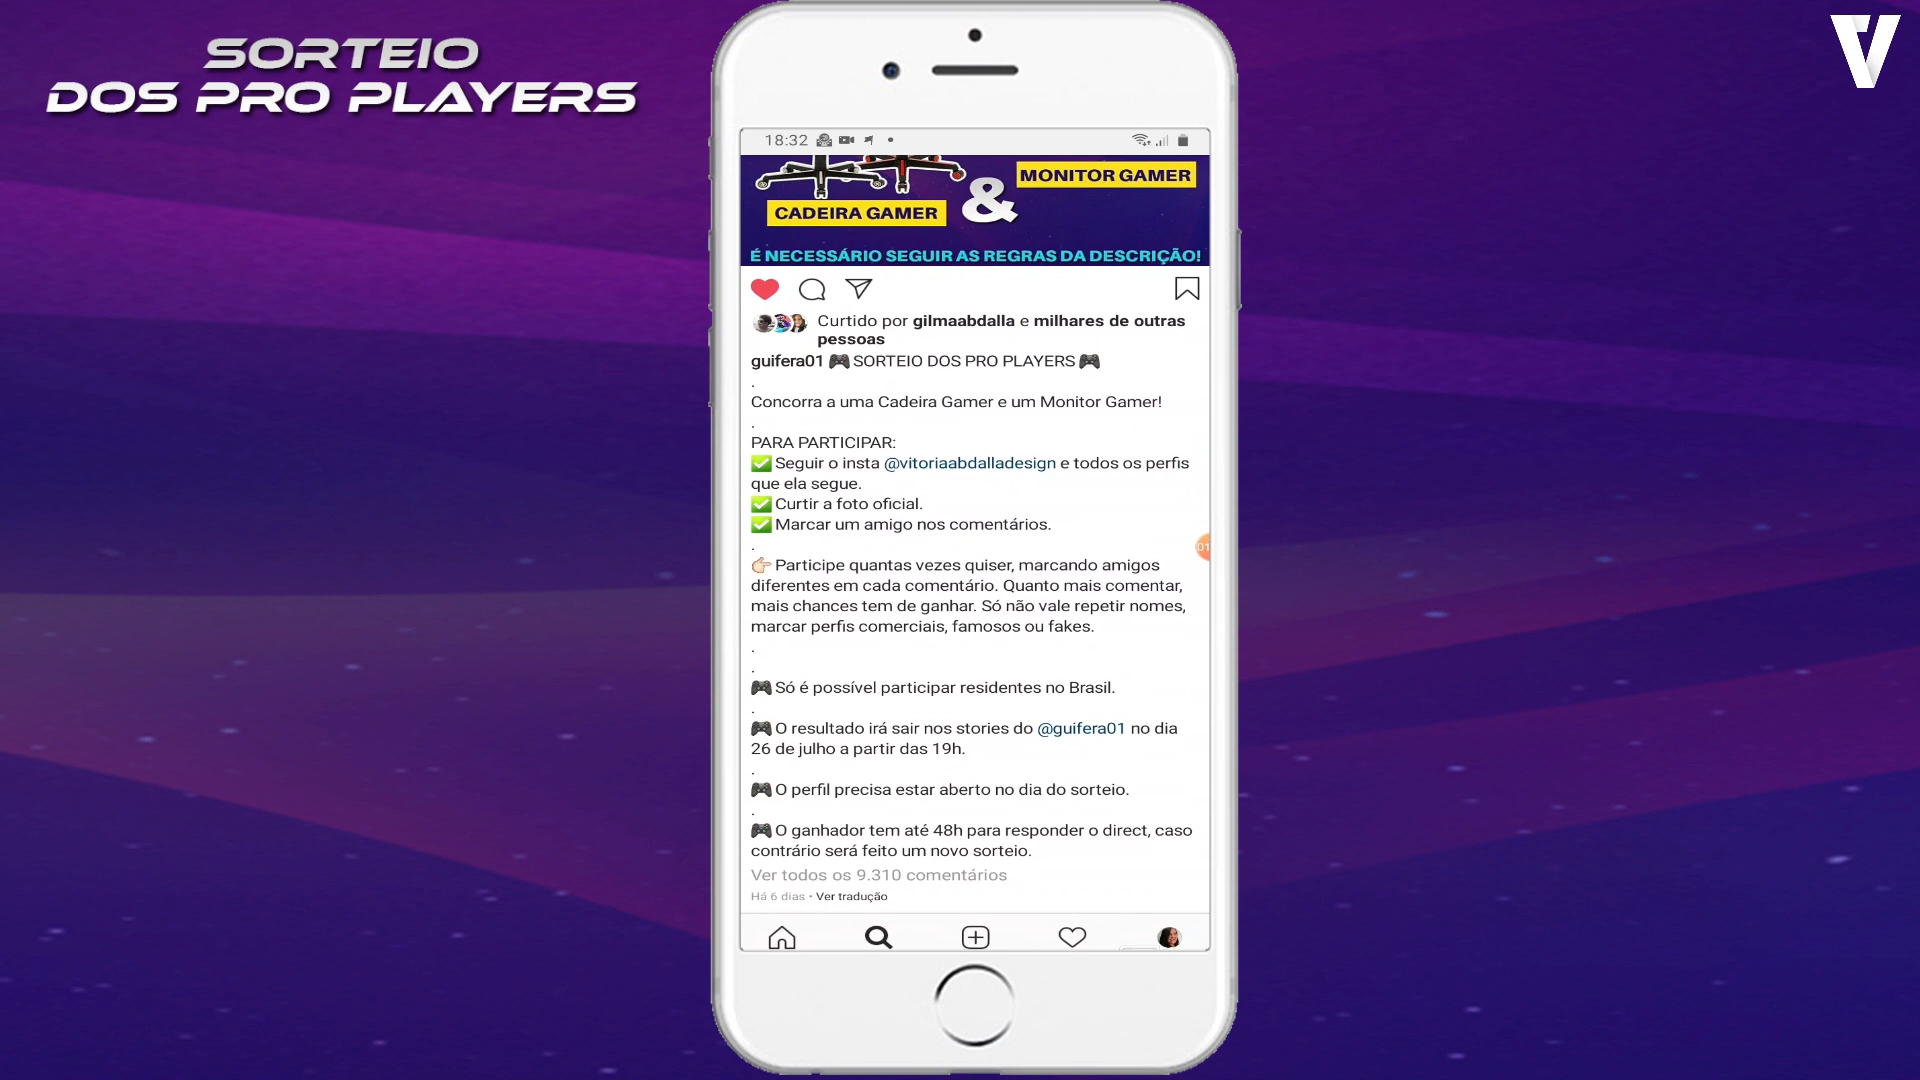 SORTEIO
DOS PRO PLAYERS
18:32
MONITOR GAMER
&
CADEIRA GAMER
É NECESSÁRIO SEGUIR AS REGRAS DA DESCRIÇÃO!
Curtido por gilmaabdalla e milhares de outras
pessoas
guifera01 🎮 SORTEIO DOS PRO PLAYERS 🎮
.
Concorra a uma Cadeira Gamer e um Monitor Gamer!
.
PARA PARTICIPAR:
✅ Seguir o insta @vitoriaabdalladesign e todos os perfis
que ela segue.
✅ Curtir a foto oficial.
✅ Marcar um amigo nos comentários.
.
👉 Participe quantas vezes quiser, marcando amigos
diferentes em cada comentário. Quanto mais comentar,
mais chances tem de ganhar. Só não vale repetir nomes,
marcar perfis comerciais, famosos ou fakes.
.
.
🎮 Só é possível participar residentes no Brasil.
.
🎮 O resultado irá sair nos stories do @guifera01 no dia
26 de julho a partir das 19h.
.
🎮 O perfil precisa estar aberto no dia do sorteio.
.
🎮 O ganhador tem até 48h para responder o direct, caso
contrário será feito um novo sorteio.
Ver todos os 9.310 comentários
Há 6 dias • Ver tradução
01